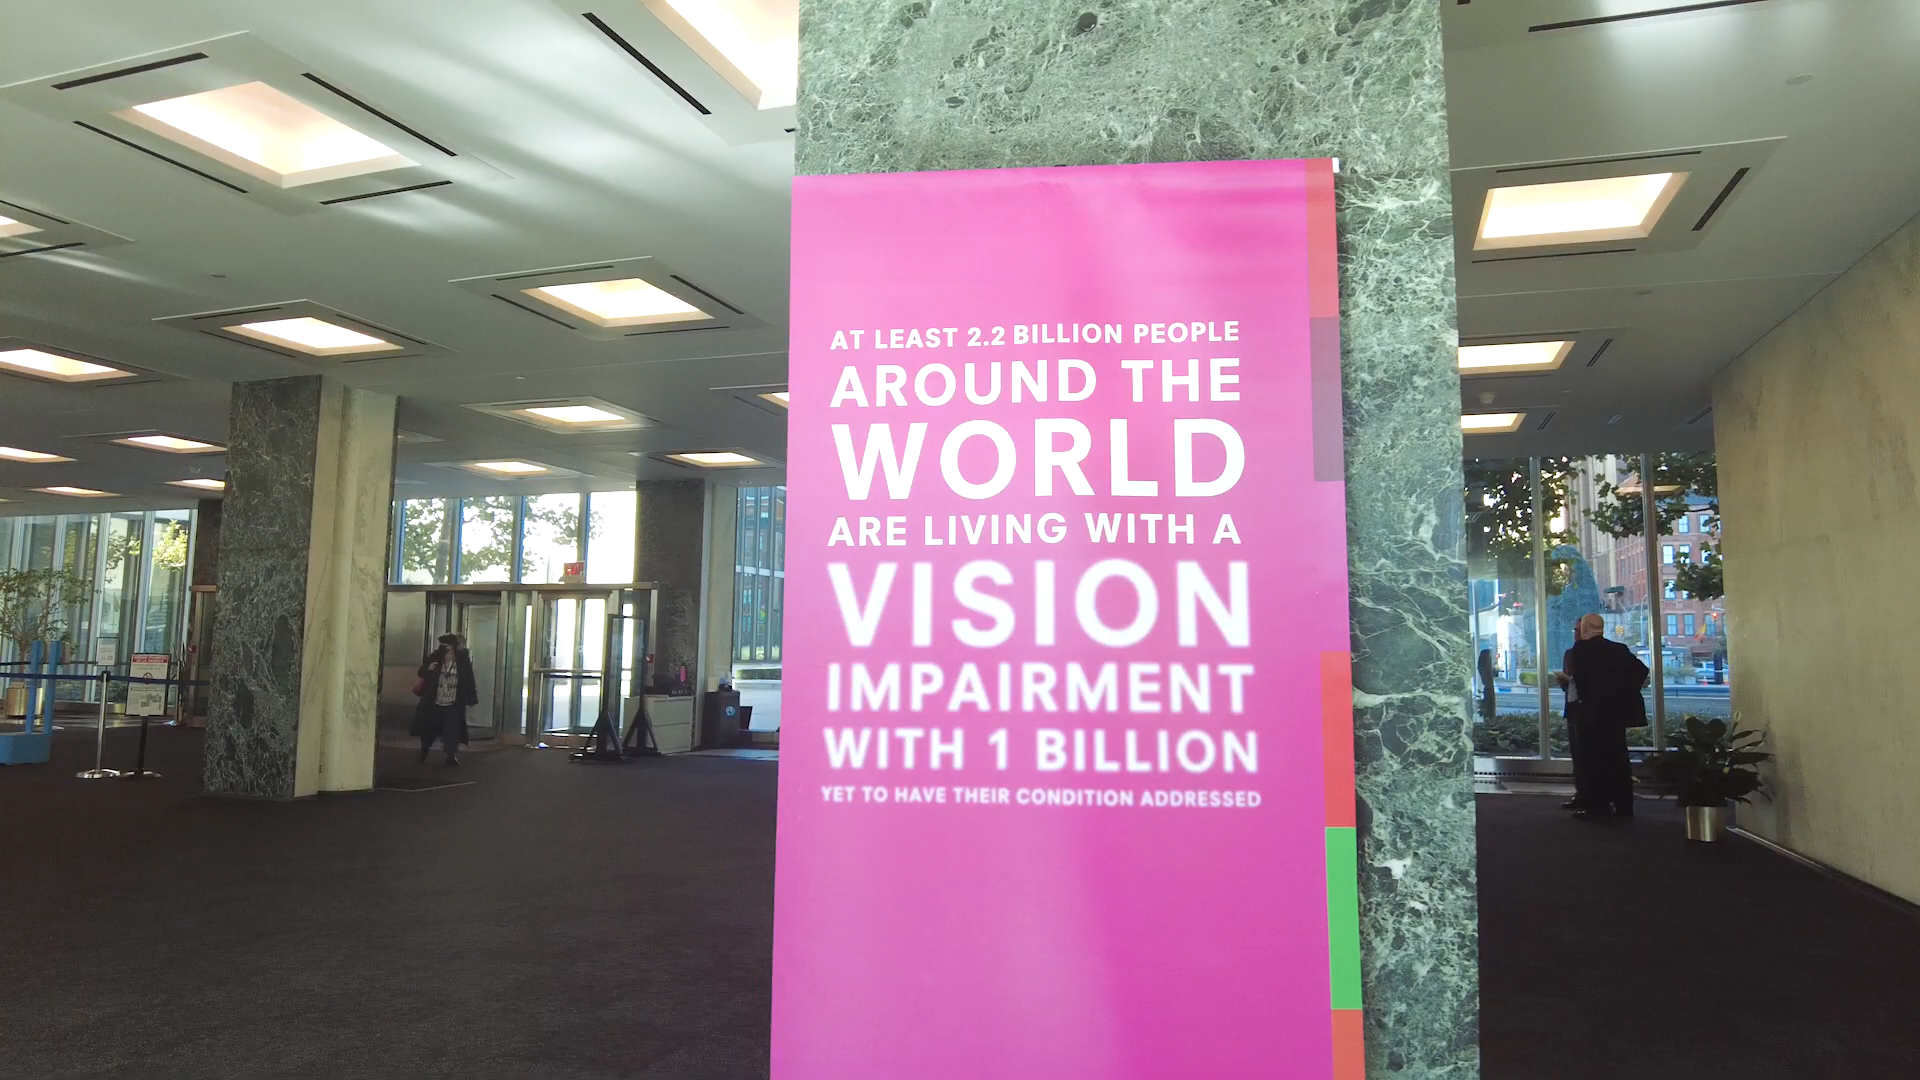 AT LEAST 2.2 BILLION PEOPLE
AROUND THE
WORLD
ARE LIVING WITH A
VISION
IMPAIRMENT
WITH 1 BILLION
YET TO HAVE THEIR CONDITION ADDRESSED